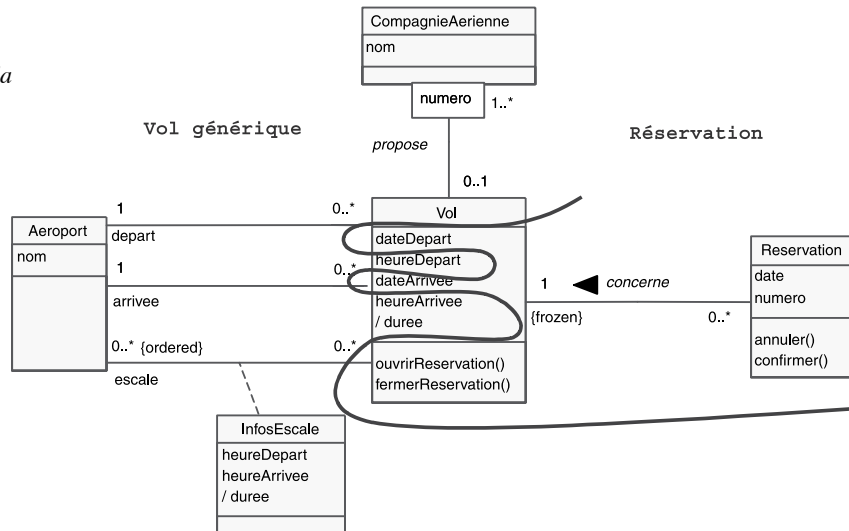 CompagnieAerienne
nom
a
numero
1..*
Vol générique
Réservation
propose
0..1
1
0..*
Vol
Aeroport
depart
dateDepart
nom
heureDepart
Reservation
1
0..*
dateArrivee
1
concerne
date
arrivee
heureArrivee
numero
/ duree
{frozen}
0..*
0..* {ordered}
0..*
annuler()
ouvrirReservation()
confirmer()
escale
fermerReservation()
InfosEscale
heureDepart
heureArrivee
/ duree